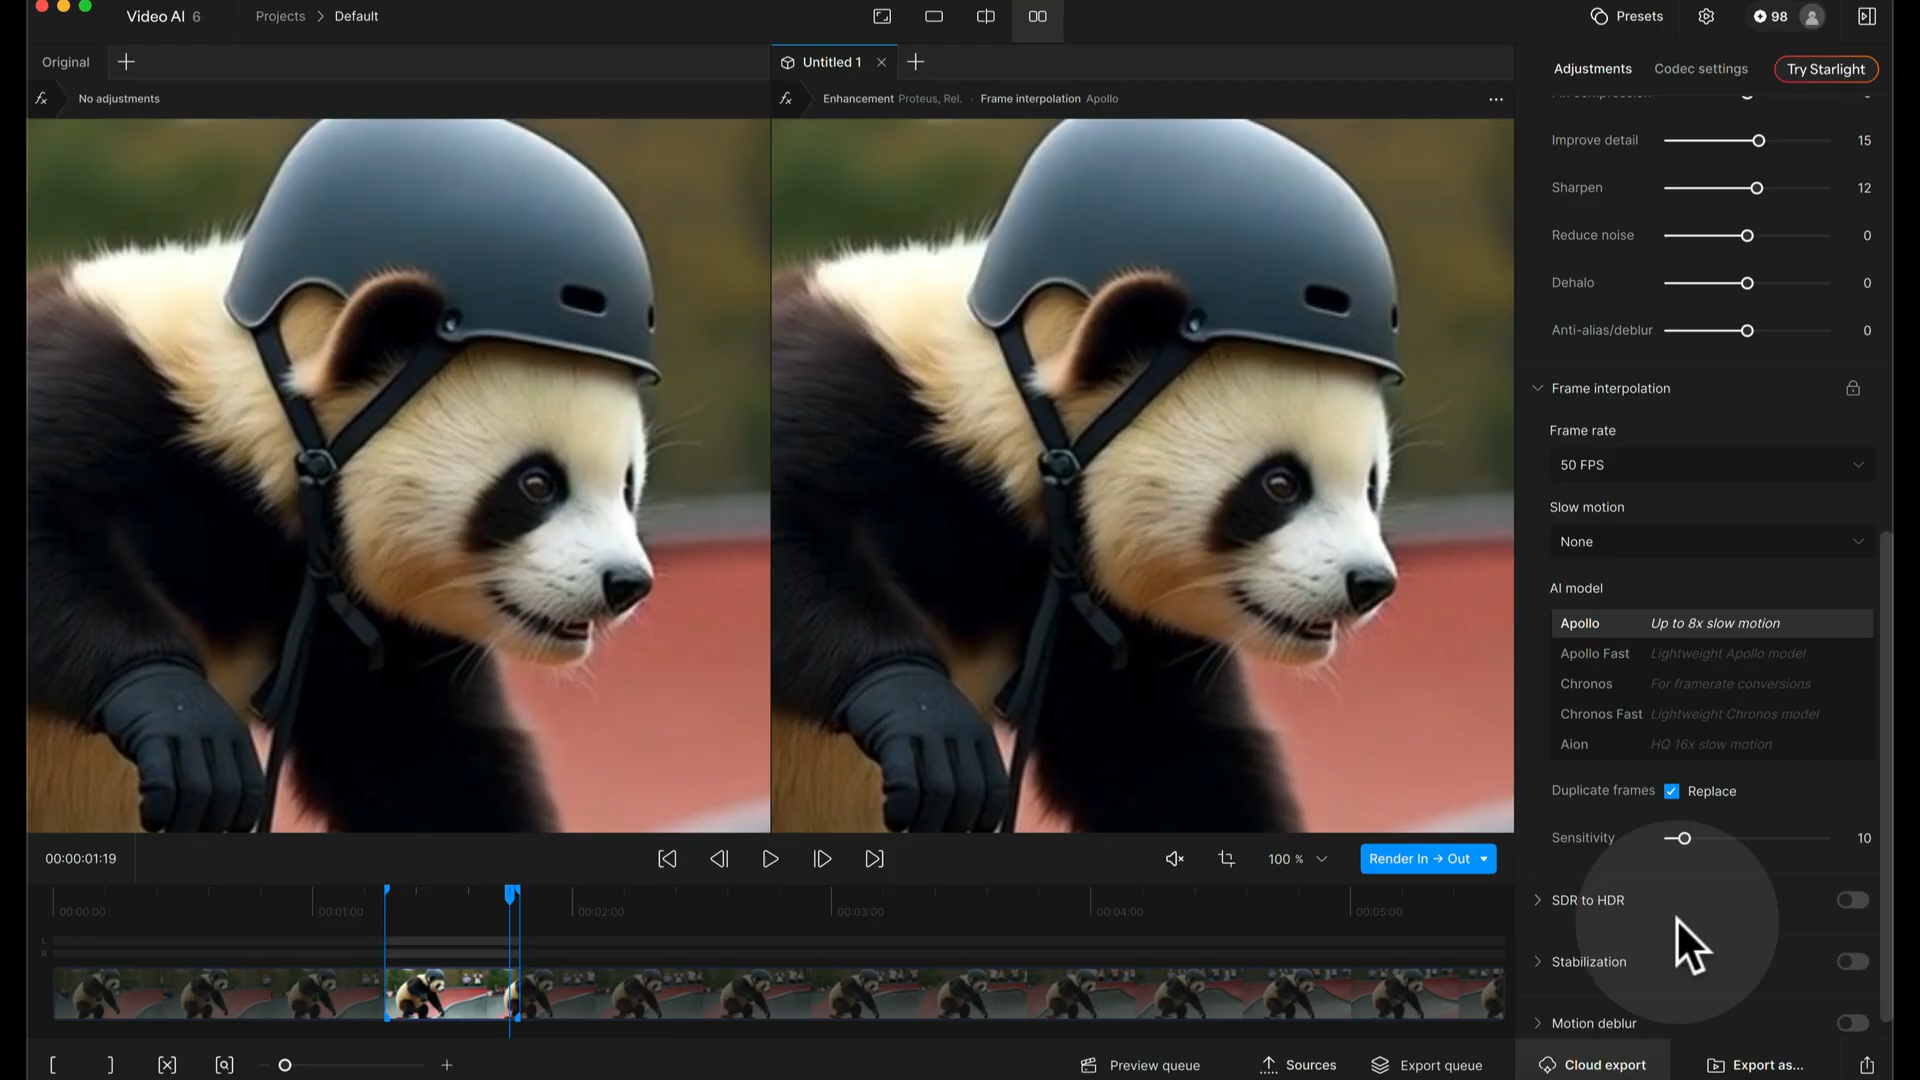 Video AI 6
Projects > Default
Presets
98
Original
Untitled 1
Adjustments
Codec settings
Try Starlight
fx
No adjustments
fx
Enhancement Proteus, Rel. · Frame interpolation Apollo
Improve detail 15
Sharpen 12
Reduce noise 0
Dehalo 0
Anti-alias/deblur 0
Frame interpolation
Frame rate
50 FPS
Slow motion
None
AI model
Apollo Up to 8x slow motion
Apollo Fast Lightweight Apollo model
Chronos For framerate conversions
Chronos Fast Lightweight Chronos model
Aion HQ 16x slow motion
Duplicate frames Replace
Sensitivity 10
SDR to HDR
Stabilization
Motion deblur
00:00:01:19
100 %
Render In → Out
00:00:00
00:01:00
00:02:00
00:03:00
00:04:00
00:05:00
L
R
Preview queue
Sources
Export queue
Cloud export
Export as...